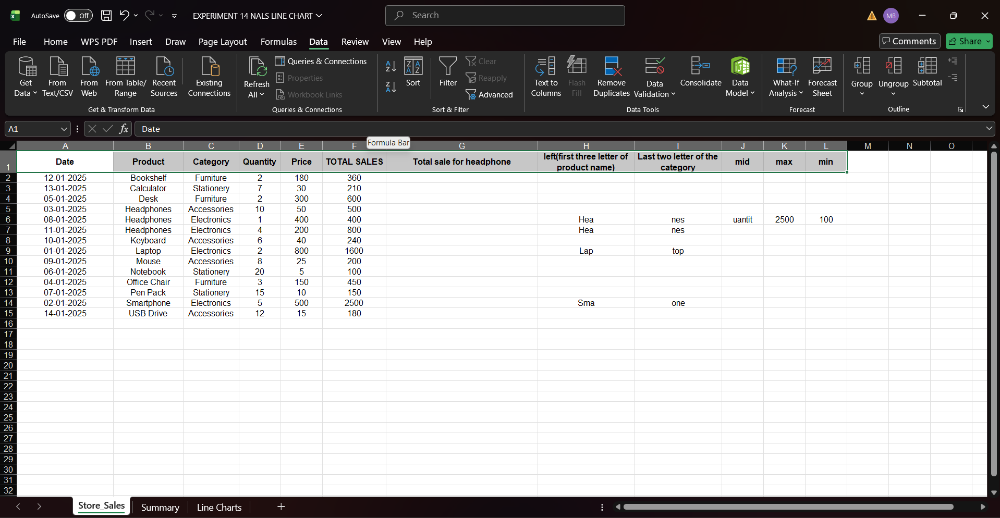 AutoSave Off EXPERIMENT 14 NALS LINE CHART Search MB
File Home WPS PDF Insert Draw Page Layout Formulas Data Review View Help Comments Share
Get Data From Text/CSV From Web From Table/ Range Recent Sources Existing Connections
Get & Transform Data
Refresh All Queries & Connections Properties Workbook Links
Queries & Connections
Sort Filter Clear Reapply Advanced
Sort & Filter
Text to Columns Flash Fill Remove Duplicates Data Validation Consolidate Data Model
Data Tools
What-If Analysis Forecast Sheet
Forecast
Group Ungroup Subtotal
Outline
A1 fx Date
Formula Bar
A B C D E F G H I J K L M N O
1 Date Product Category Quantity Price TOTAL SALES Total sale for headphone left(first three letter of product name) Last two letter of the category mid max min
2 12-01-2025 Bookshelf Furniture 2 180 360
3 13-01-2025 Calculator Stationery 7 30 210
4 05-01-2025 Desk Furniture 2 300 600
5 03-01-2025 Headphones Accessories 10 50 500
6 08-01-2025 Headphones Electronics 1 400 400 Hea nes uantit 2500 100
7 11-01-2025 Headphones Electronics 4 200 800 Hea nes
8 10-01-2025 Keyboard Accessories 6 40 240
9 01-01-2025 Laptop Electronics 2 800 1600 Lap top
10 09-01-2025 Mouse Accessories 8 25 200
11 06-01-2025 Notebook Stationery 20 5 100
12 04-01-2025 Office Chair Furniture 3 150 450
13 07-01-2025 Pen Pack Stationery 15 10 150
14 02-01-2025 Smartphone Electronics 5 500 2500 Sma one
15 14-01-2025 USB Drive Accessories 12 15 180
16
17
18
19
20
21
22
23
24
25
26
27
28
29
30
31
32
Store_Sales Summary Line Charts